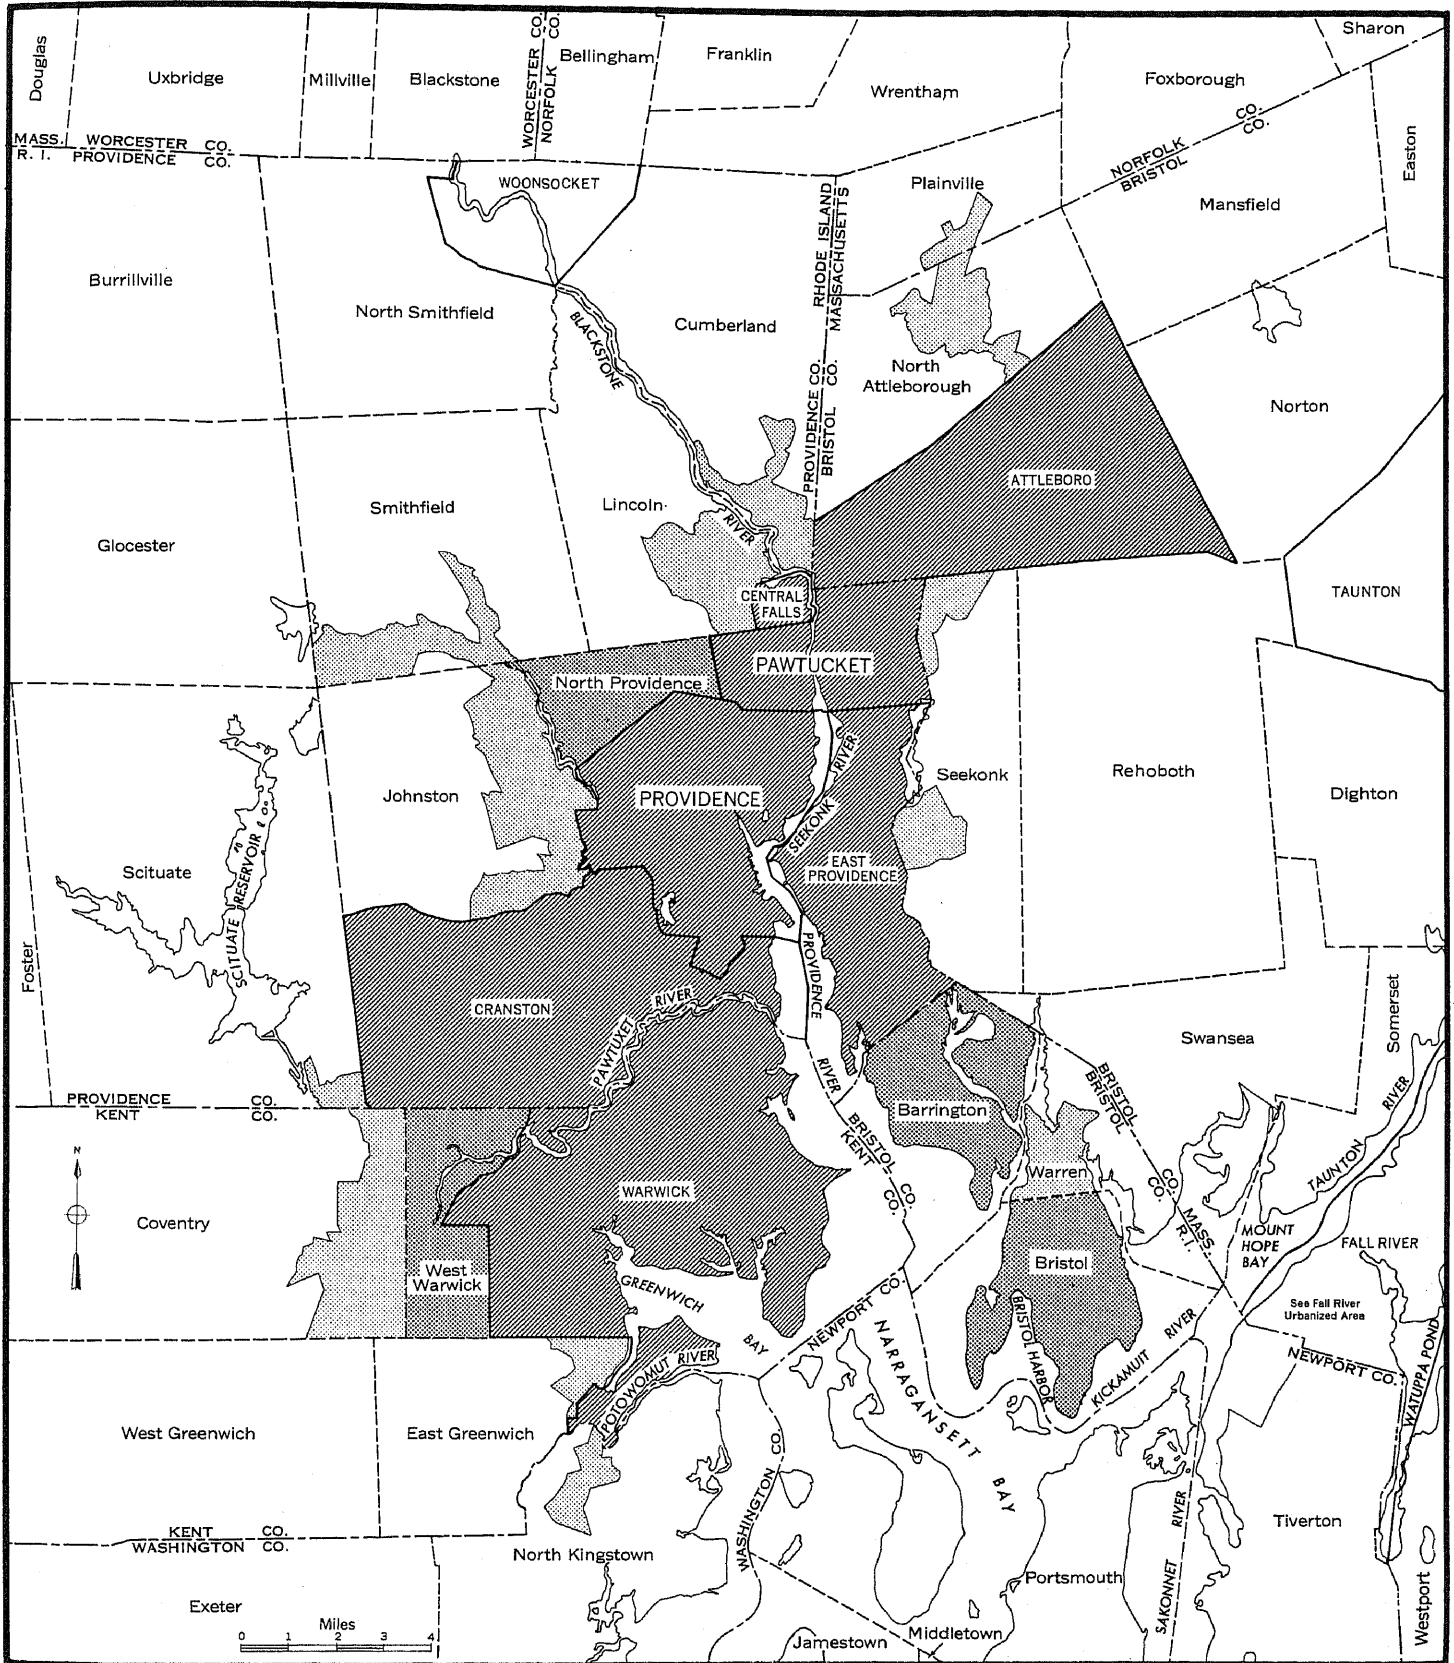 Douglas
Uxbridge
Millville
Blackstone
WORCESTER CO.
NORFOLK CO.
Bellingham
Franklin
Wrentham
Foxborough
Sharon
MASS. WORCESTER CO.
R. I. PROVIDENCE CO.
NORFOLK CO.
BRISTOL CO.
Easton
WOONSOCKET
Plainville
Mansfield
RHODE ISLAND
MASSACHUSETTS
Burrillville
North Smithfield
Cumberland
BLACKSTONE
RIVER
North
Attleborough
PROVIDENCE CO.
BRISTOL CO.
Norton
ATTLEBORO
Smithfield
Lincoln
Glocester
CENTRAL
FALLS
TAUNTON
PAWTUCKET
North Providence
Johnston
PROVIDENCE
SEEKONK
RIVER
Seekonk
Rehoboth
Dighton
EAST
PROVIDENCE
Scituate
SCITUATE RESERVOIR
Foster
CRANSTON
PAWTUXET
RIVER
PROVIDENCE
RIVER
Swansea
Somerset
PROVIDENCE CO.
KENT CO.
Barrington
BRISTOL CO.
BRISTOL CO.
BRISTOL CO.
KENT CO.
TAUNTON
RIVER
N
Coventry
WARWICK
Warren
MASS.
R.I.
MOUNT
HOPE
BAY
FALL RIVER
West
Warwick
Bristol
GREENWICH
BAY
NEWPORT CO.
See Fall River
Urbanized Area
NEWPORT CO.
WATUPPA POND
BRISTOL HARBOR
KICKAMUIT
RIVER
NARRAGANSETT
BAY
POTOWOMUT RIVER
West Greenwich
East Greenwich
WASHINGTON CO.
KENT CO.
WASHINGTON CO.
North Kingstown
Exeter
Miles
0 1 2 3 4
Jamestown
Middletown
Portsmouth
SAKONNET
RIVER
Tiverton
Westport